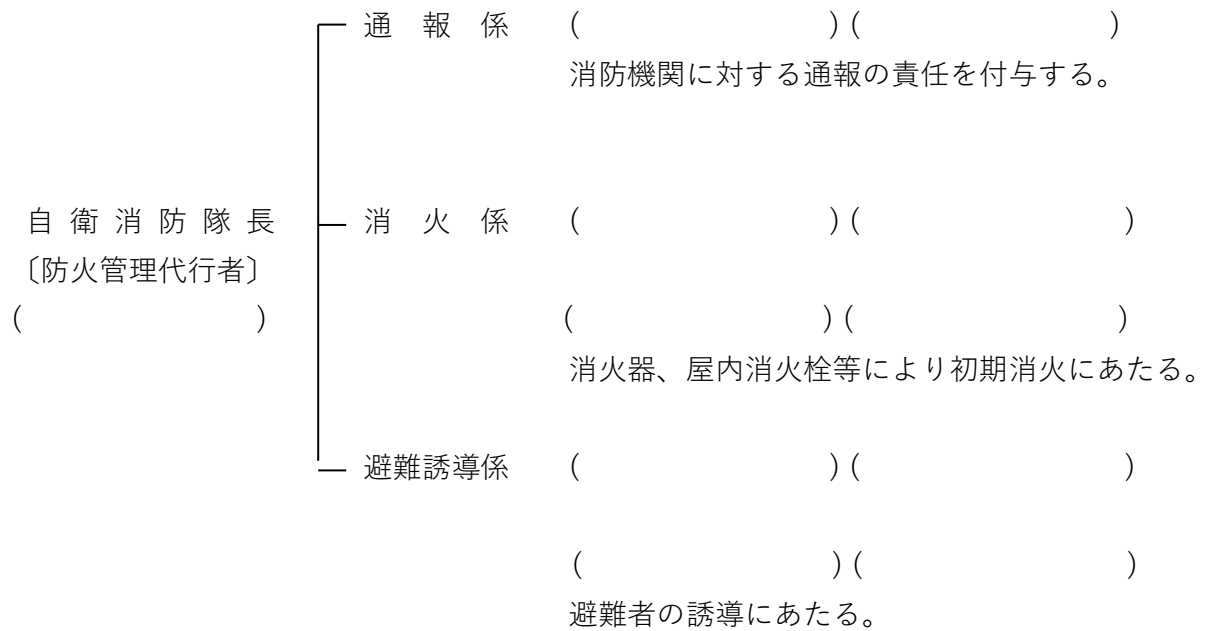 通　報　係　(　　　　　　　　) (　　　　　　　　)
消防機関に対する通報の責任を付与する。
自 衛 消 防 隊 長　消　火　係　(　　　　　　　　) (　　　　　　　　)
〔防火管理代行者〕
(　　　　　　　　)　(　　　　　　　　) (　　　　　　　　)
消火器、屋内消火栓等により初期消火にあたる。
避難誘導係　(　　　　　　　　) (　　　　　　　　)
(　　　　　　　　) (　　　　　　　　)
避難者の誘導にあたる。